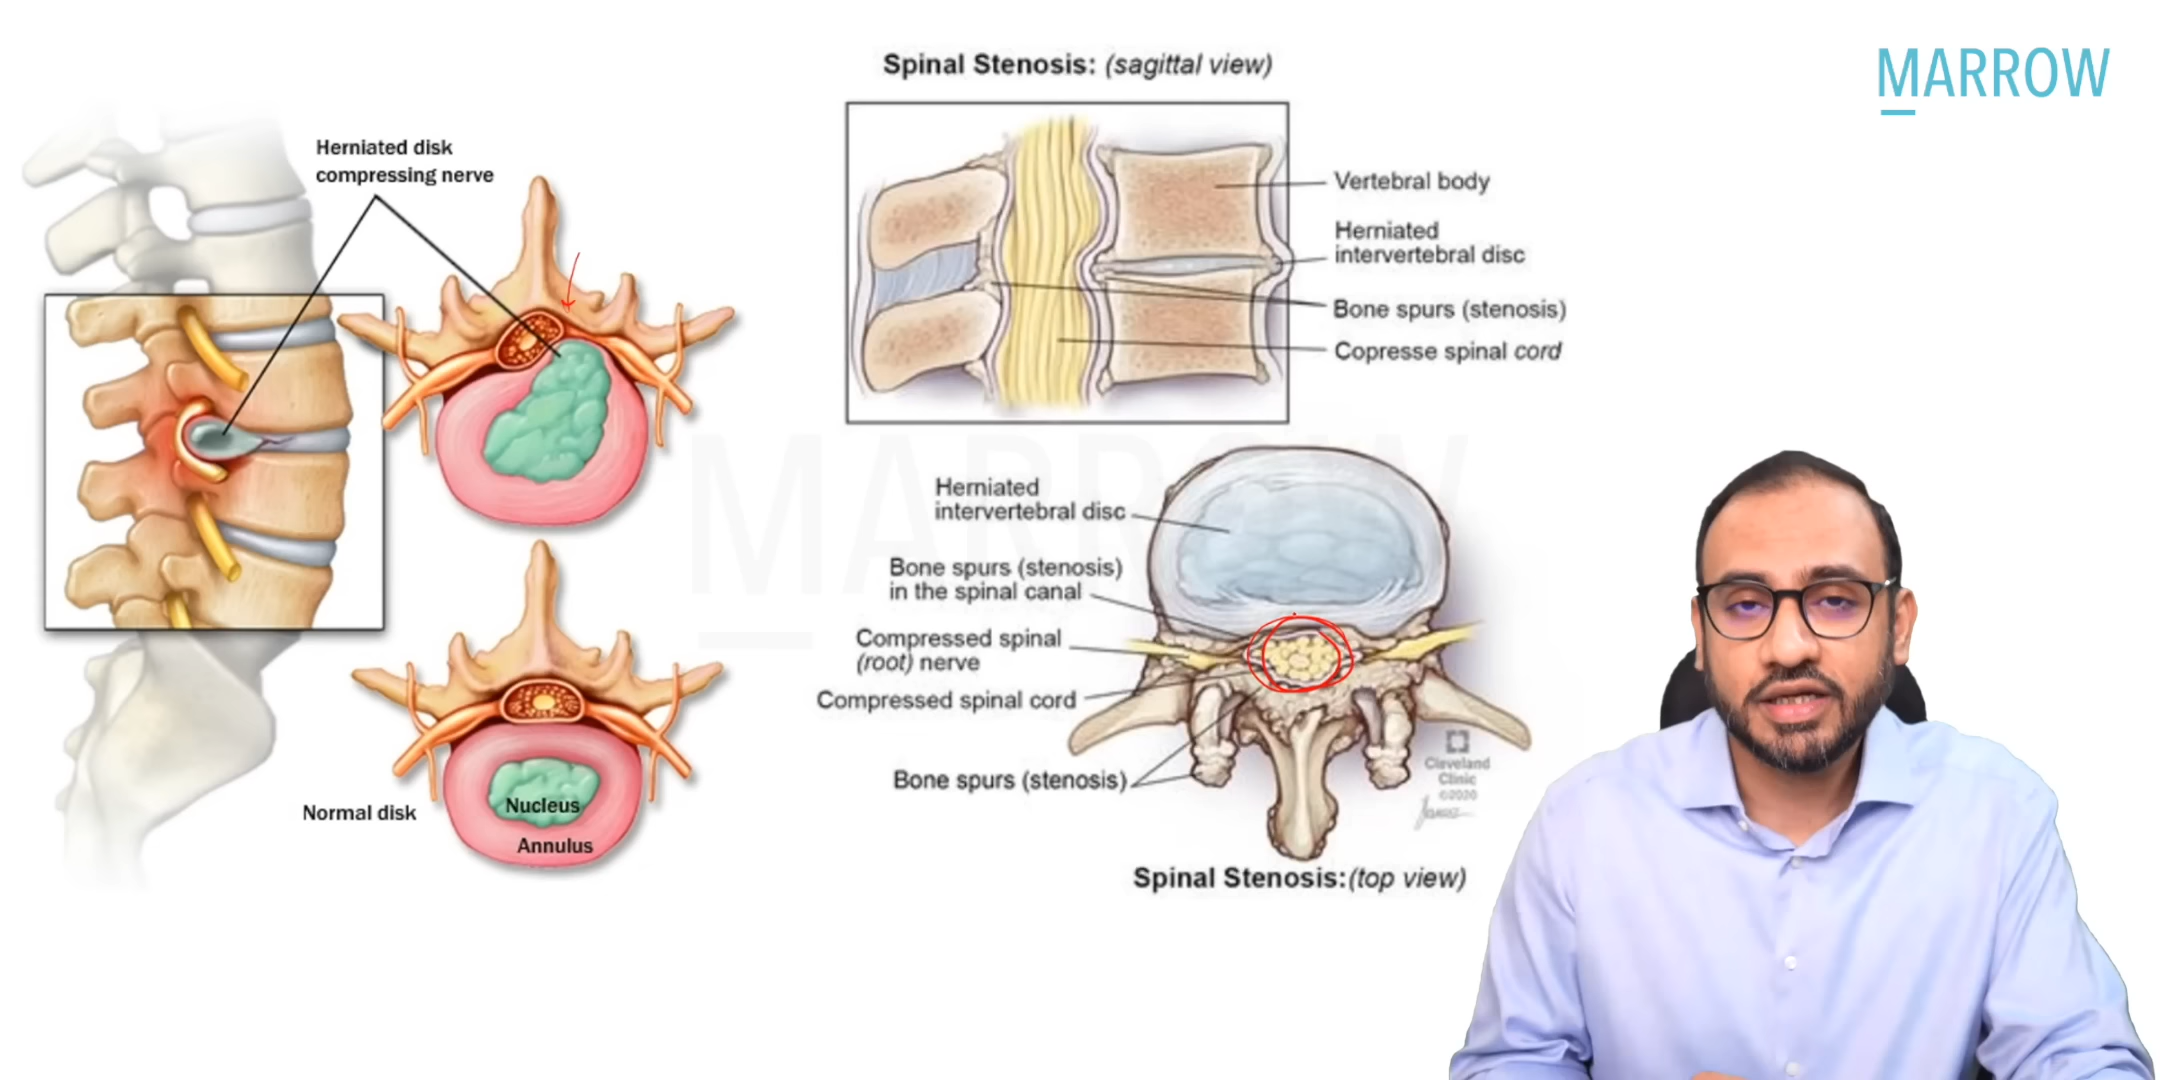 Spinal Stenosis: (sagittal view)
MARROW
Herniated disk
compressing nerve
Vertebral body
Herniated
intervertebral disc
Bone spurs (stenosis)
Copresse spinal cord
MARROW
Herniated
intervertebral disc
Bone spurs (stenosis)
in the spinal canal
Compressed spinal
(root) nerve
Compressed spinal cord
Bone spurs (stenosis)
Cleveland
Clinic
©2020
Normal disk
Nucleus
Annulus
Spinal Stenosis:(top view)